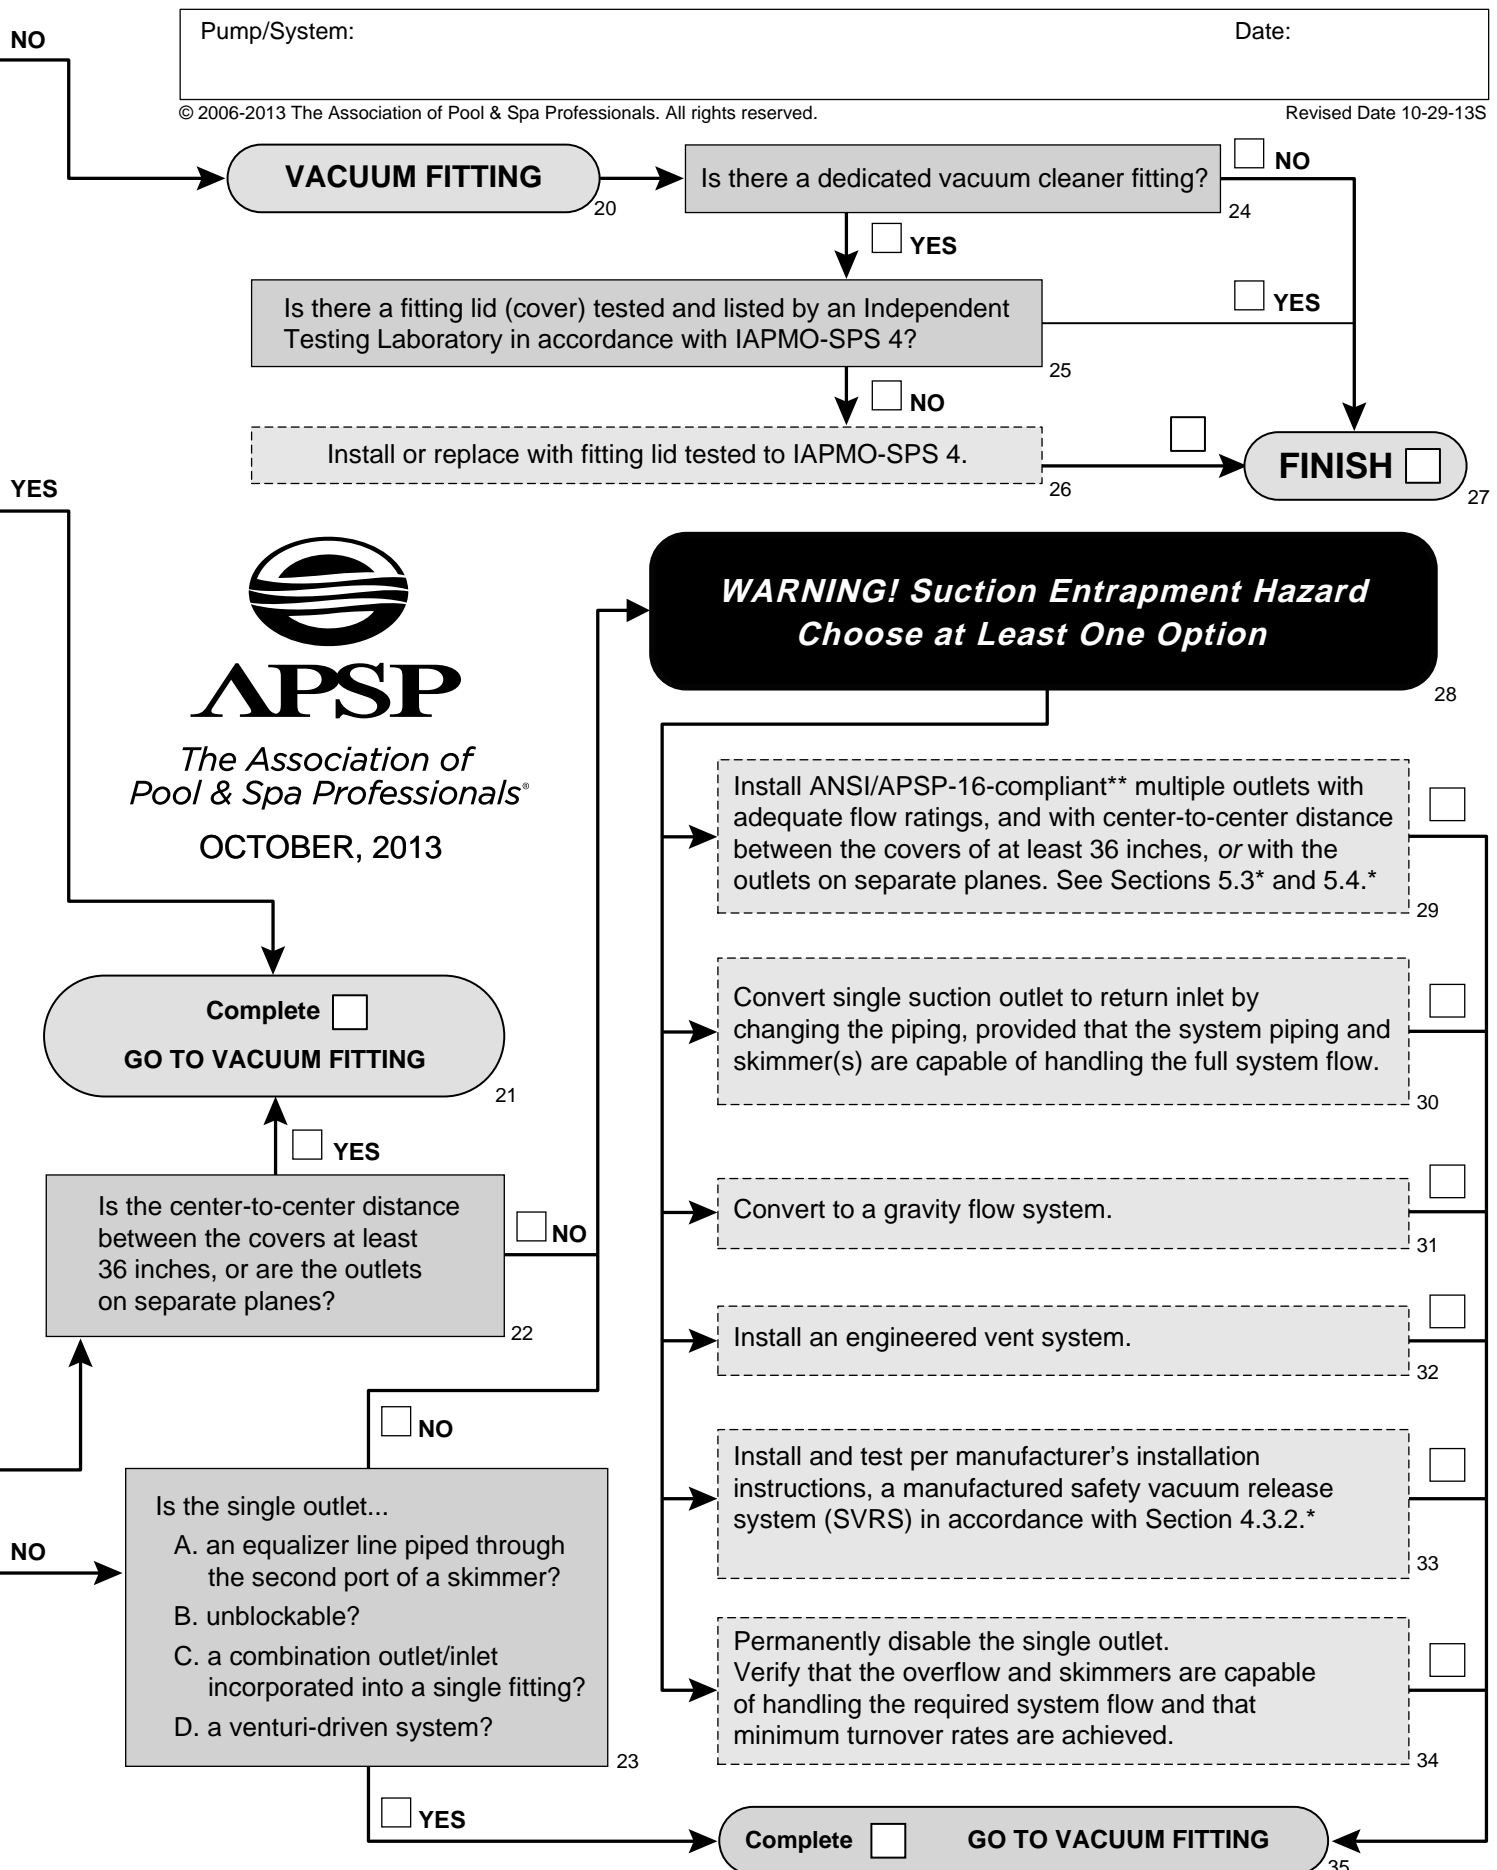 NO
Pump/System: Date:
© 2006-2013 The Association of Pool & Spa Professionals. All rights reserved. Revised Date 10-29-13S
VACUUM FITTING
20
Is there a dedicated vacuum cleaner fitting?
24
NO
YES
Is there a fitting lid (cover) tested and listed by an Independent
Testing Laboratory in accordance with IAPMO-SPS 4?
25
YES
NO
Install or replace with fitting lid tested to IAPMO-SPS 4.
26
FINISH
27
YES
APSP
The Association of
Pool & Spa Professionals®
OCTOBER, 2013
Complete
GO TO VACUUM FITTING
21
YES
Is the center-to-center distance
between the covers at least
36 inches, or are the outlets
on separate planes?
22
NO
NO
Is the single outlet...
A. an equalizer line piped through
the second port of a skimmer?
B. unblockable?
C. a combination outlet/inlet
incorporated into a single fitting?
D. a venturi-driven system?
23
NO
YES
WARNING! Suction Entrapment Hazard
Choose at Least One Option
28
Install ANSI/APSP-16-compliant** multiple outlets with
adequate flow ratings, and with center-to-center distance
between the covers of at least 36 inches, or with the
outlets on separate planes. See Sections 5.3* and 5.4.*
29
Convert single suction outlet to return inlet by
changing the piping, provided that the system piping and
skimmer(s) are capable of handling the full system flow.
30
Convert to a gravity flow system.
31
Install an engineered vent system.
32
Install and test per manufacturer’s installation
instructions, a manufactured safety vacuum release
system (SVRS) in accordance with Section 4.3.2.*
33
Permanently disable the single outlet.
Verify that the overflow and skimmers are capable
of handling the required system flow and that
minimum turnover rates are achieved.
34
Complete GO TO VACUUM FITTING
35